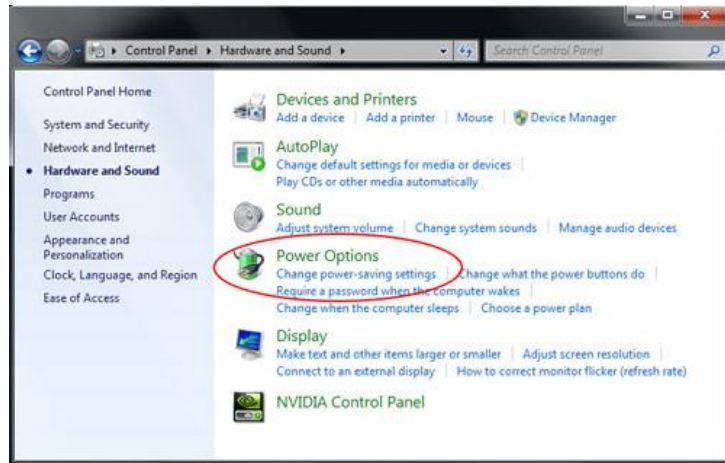 Control Panel Hardware and Sound Search Control Panel
Control Panel Home
System and Security
Network and Internet
Hardware and Sound
Programs
User Accounts
Appearance and
Personalization
Clock, Language, and Region
Ease of Access
Devices and Printers
Add a device Add a printer Mouse Device Manager
AutoPlay
Change default settings for media or devices
Play CDs or other media automatically
Sound
Adjust system volume Change system sounds Manage audio devices
Power Options
Change power-saving settings Change what the power buttons do
Require a password when the computer wakes
Change when the computer sleeps Choose a power plan
Display
Make text and other items larger or smaller Adjust screen resolution
Connect to an external display How to correct monitor flicker (refresh rate)
NVIDIA Control Panel